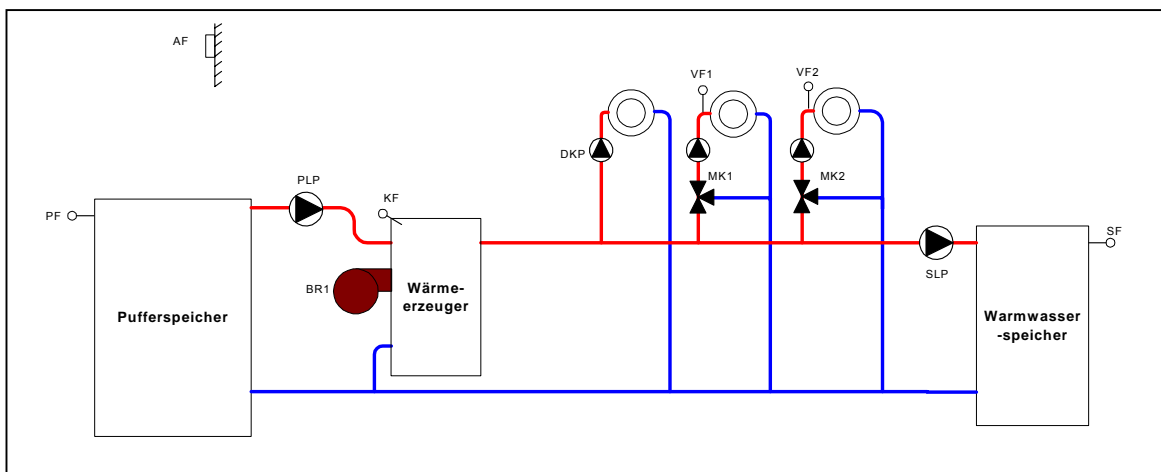 AF
VF1
VF2
DKP
MK1
MK2
PLP
KF
PF
SF
BR1
Wärme-
erzeuger
SLP
Pufferspeicher
Warmwasser
-speicher